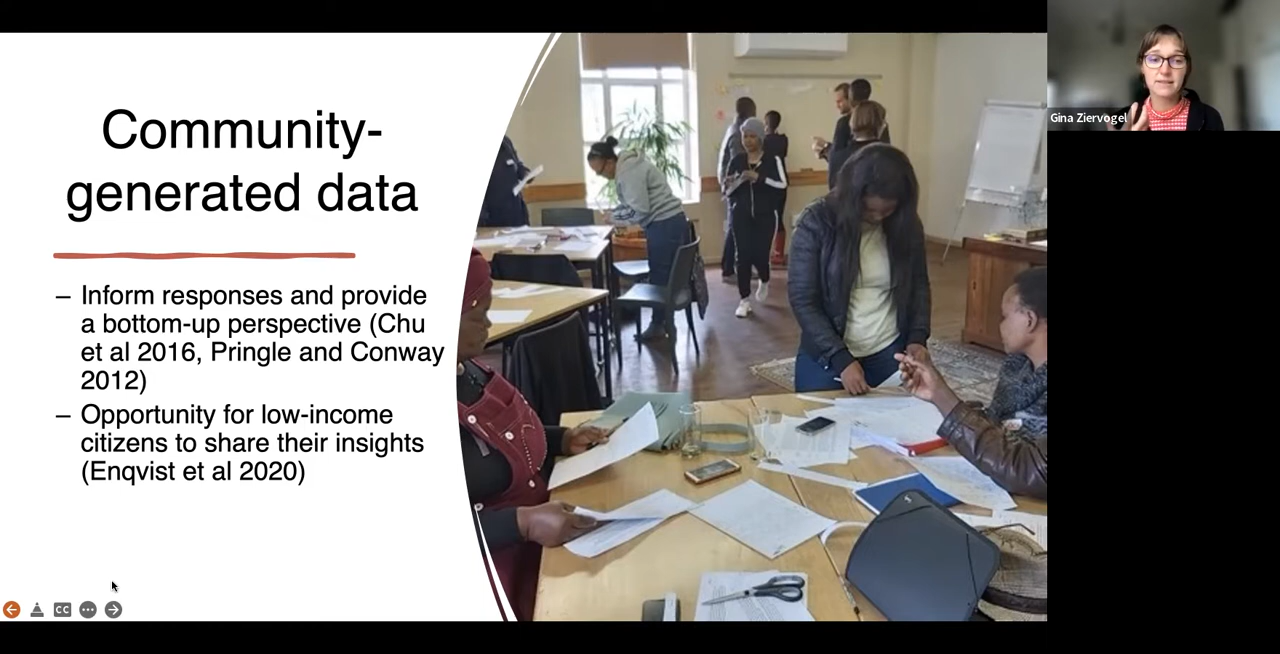 Community-
generated data
– Inform responses and provide
a bottom-up perspective (Chu
et al 2016, Pringle and Conway
2012)
– Opportunity for low-income
citizens to share their insights
(Enqvist et al 2020)
Gina Ziervogel
CC